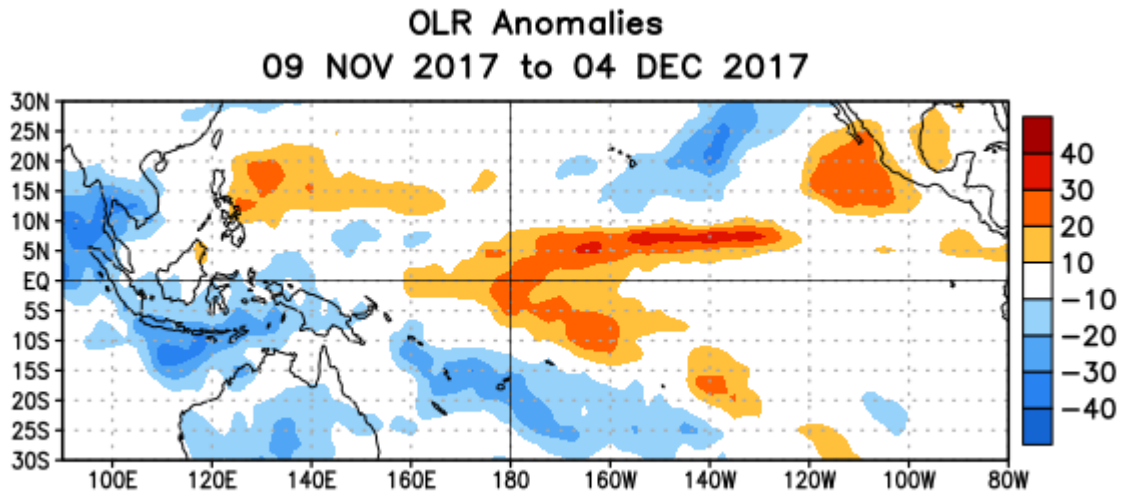 OLR Anomalies
09 NOV 2017 to 04 DEC 2017
30N
25N
20N
15N
10N
5N
EQ
5S
10S
15S
20S
25S
30S
100E 120E 140E 160E 180 160W 140W 120W 100W 80W
40
30
20
10
−10
−20
−30
−40